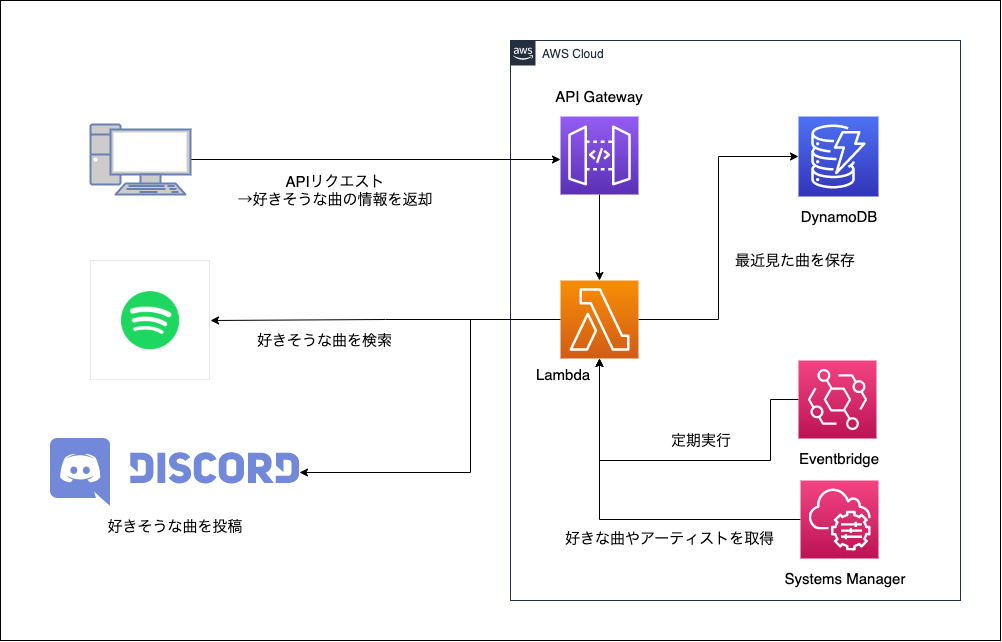 aws
AWS Cloud
API Gateway
APIリクエスト
→好きそうな曲の情報を返却
</>
DynamoDB
最近見た曲を保存
好きそうな曲を検索
Lambda
定期実行
Eventbridge
DISCORD
好きそうな曲を投稿
好きな曲やアーティストを取得
Systems Manager